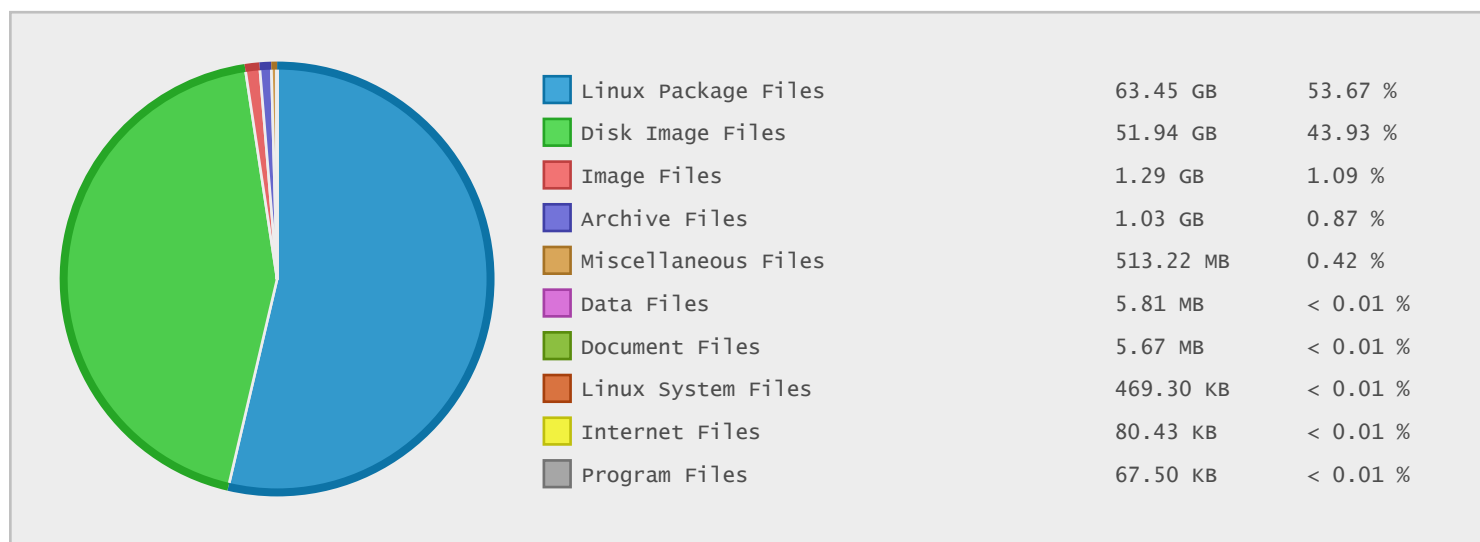 Linux Package Files 63.45 GB 53.67 %
Disk Image Files 51.94 GB 43.93 %
Image Files 1.29 GB 1.09 %
Archive Files 1.03 GB 0.87 %
Miscellaneous Files 513.22 MB 0.42 %
Data Files 5.81 MB < 0.01 %
Document Files 5.67 MB < 0.01 %
Linux System Files 469.30 KB < 0.01 %
Internet Files 80.43 KB < 0.01 %
Program Files 67.50 KB < 0.01 %